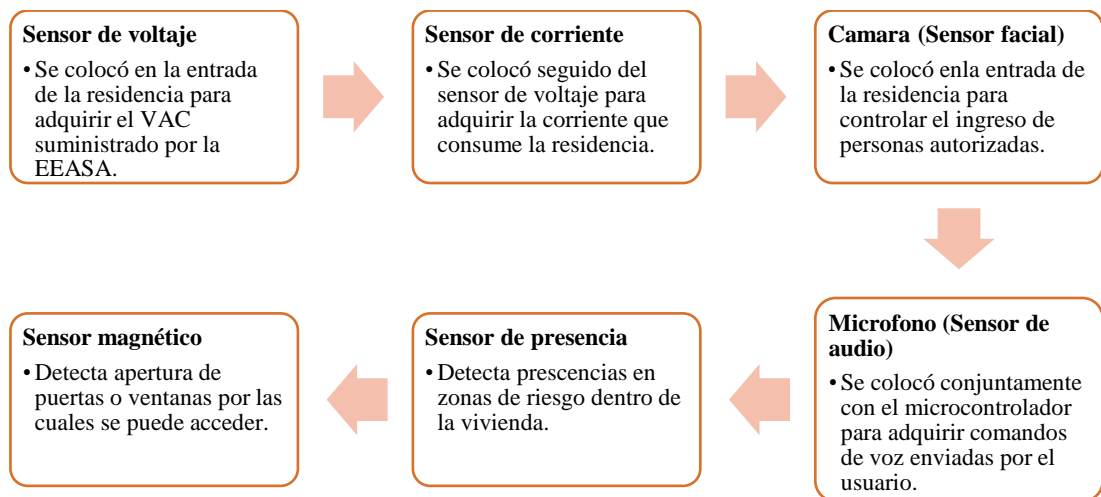 Sensor de voltaje
• Se colocó en la entrada
de la residencia para
adquirir el VAC
suministrado por la
EEASA.
Sensor de corriente
• Se colocó seguido del
sensor de voltaje para
adquirir la corriente que
consume la residencia.
Camara (Sensor facial)
• Se colocó enla entrada de
la residencia para
controlar el ingreso de
personas autorizadas.
Microfono (Sensor de
audio)
• Se colocó conjuntamente
con el microcontrolador
para adquirir comandos
de voz enviadas por el
usuario.
Sensor de presencia
• Detecta prescencias en
zonas de riesgo dentro de
la vivienda.
Sensor magnético
• Detecta apertura de
puertas o ventanas por las
cuales se puede acceder.